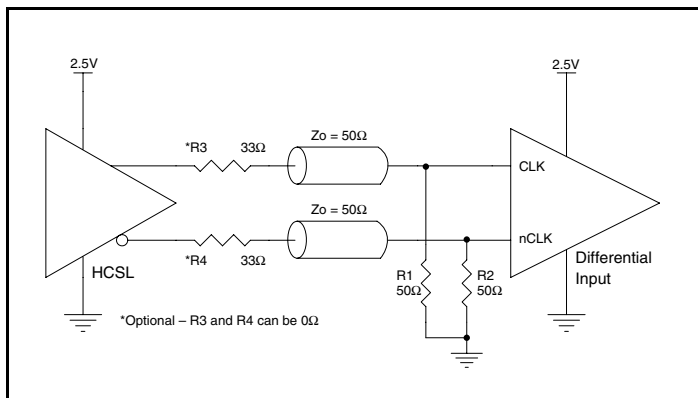 2.5V
2.5V
*R3 33Ω
Zo = 50Ω
CLK
Zo = 50Ω
nCLK
*R4 33Ω
HCSL
R1
50Ω
R2
50Ω
Differential
Input
*Optional – R3 and R4 can be 0Ω